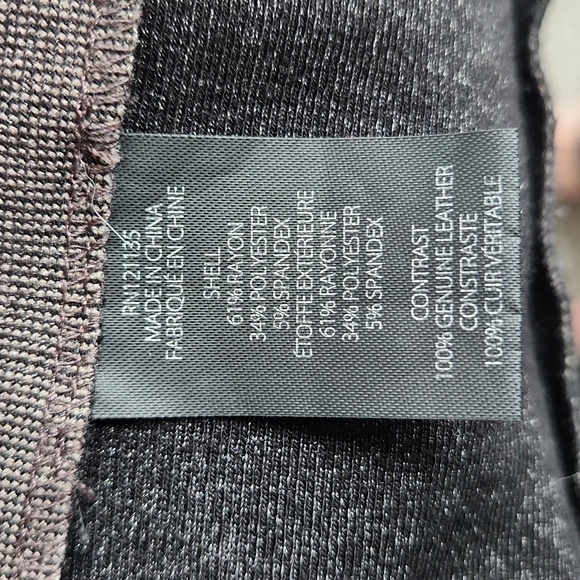 RN121135
MADE IN CHINA
FABRIQUE EN CHINE
SHELL
61% RAYON
34% POLYESTER
5% SPANDEX
ÉTOFFE EXTÉRIEURE
61% RAYONNE
34% POLYESTER
5% SPANDEX
CONTRAST
100% GENUINE LEATHER
CONSTRASTE
100% CUIR VÉRITABLE